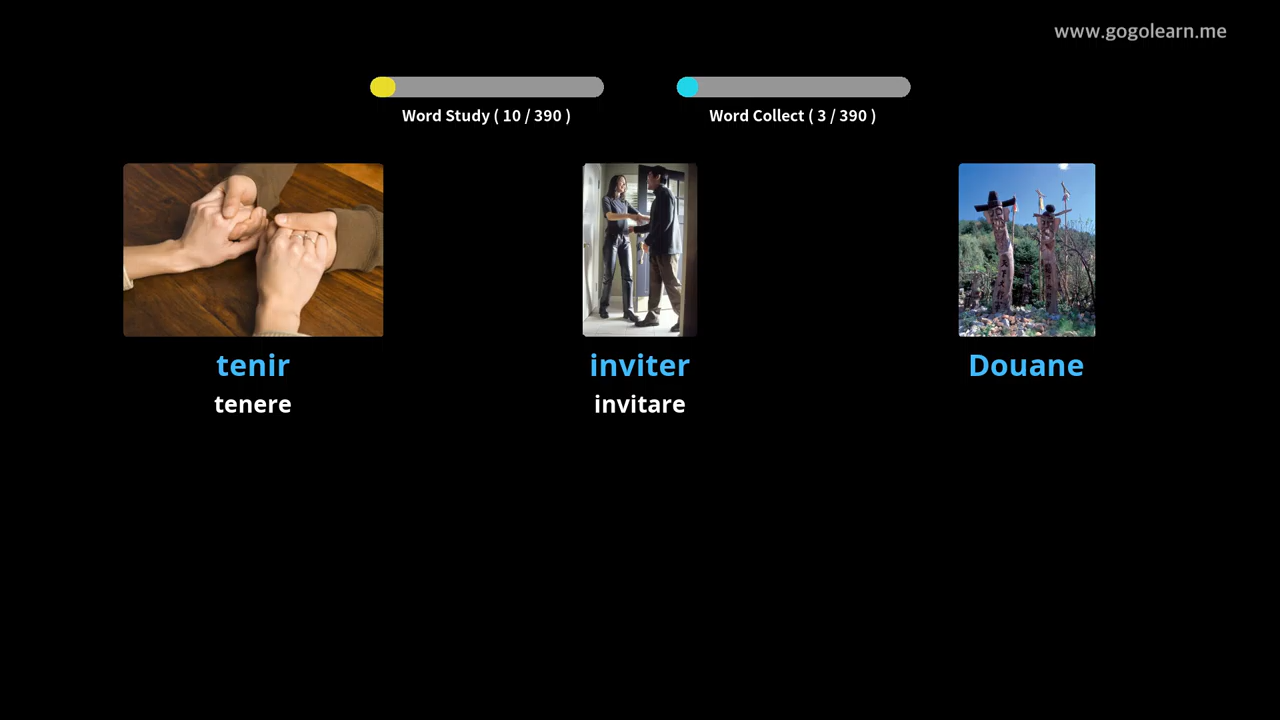 www.gogolearn.me
Word Study ( 10 / 390 )
Word Collect ( 3 / 390 )
tenir
inviter
Douane
tenere
invitare